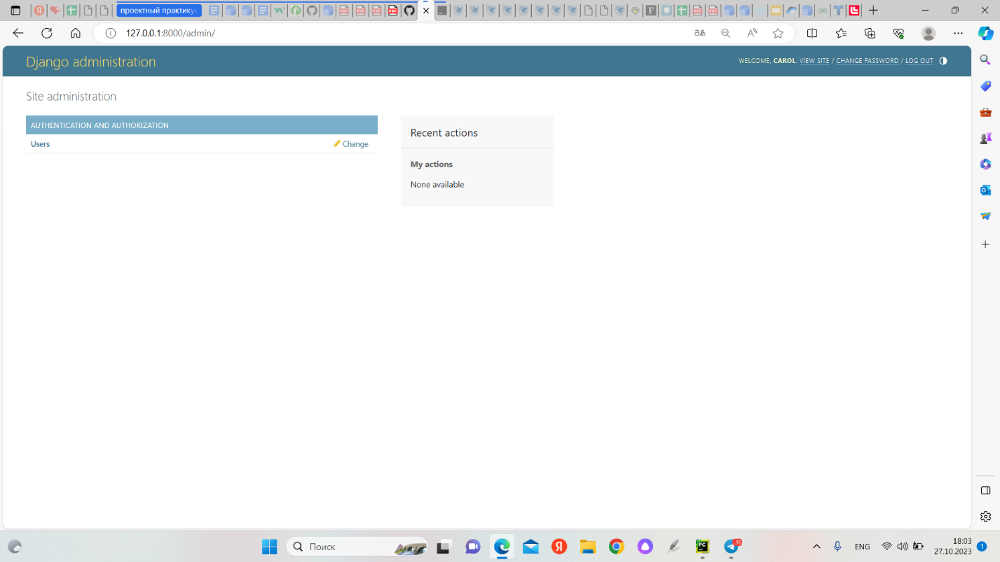 проектный практикум
127.0.0.1:8000/admin/
Django administration
WELCOME, CAROL. VIEW SITE / CHANGE PASSWORD / LOG OUT
Site administration
AUTHENTICATION AND AUTHORIZATION
Users
Change
Recent actions
My actions
None available
Поиск
95
ENG
18:03
27.10.2023
1